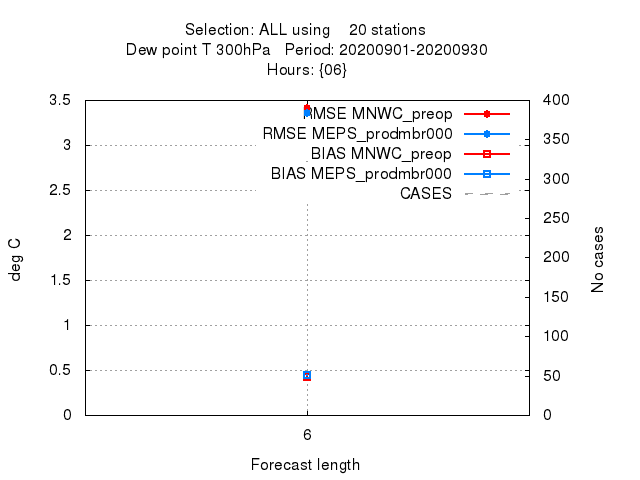 Selection: ALL using    20 stations
Dew point T 300hPa   Period: 20200901-20200930
Hours: {06}
3.5
3
2.5
2
1.5
1
0.5
0
400
350
300
250
200
150
100
50
0
RMSE MNWC_preop
RMSE MEPS_prodmbr000
BIAS MNWC_preop
BIAS MEPS_prodmbr000
CASES
deg C
No cases
6
Forecast length